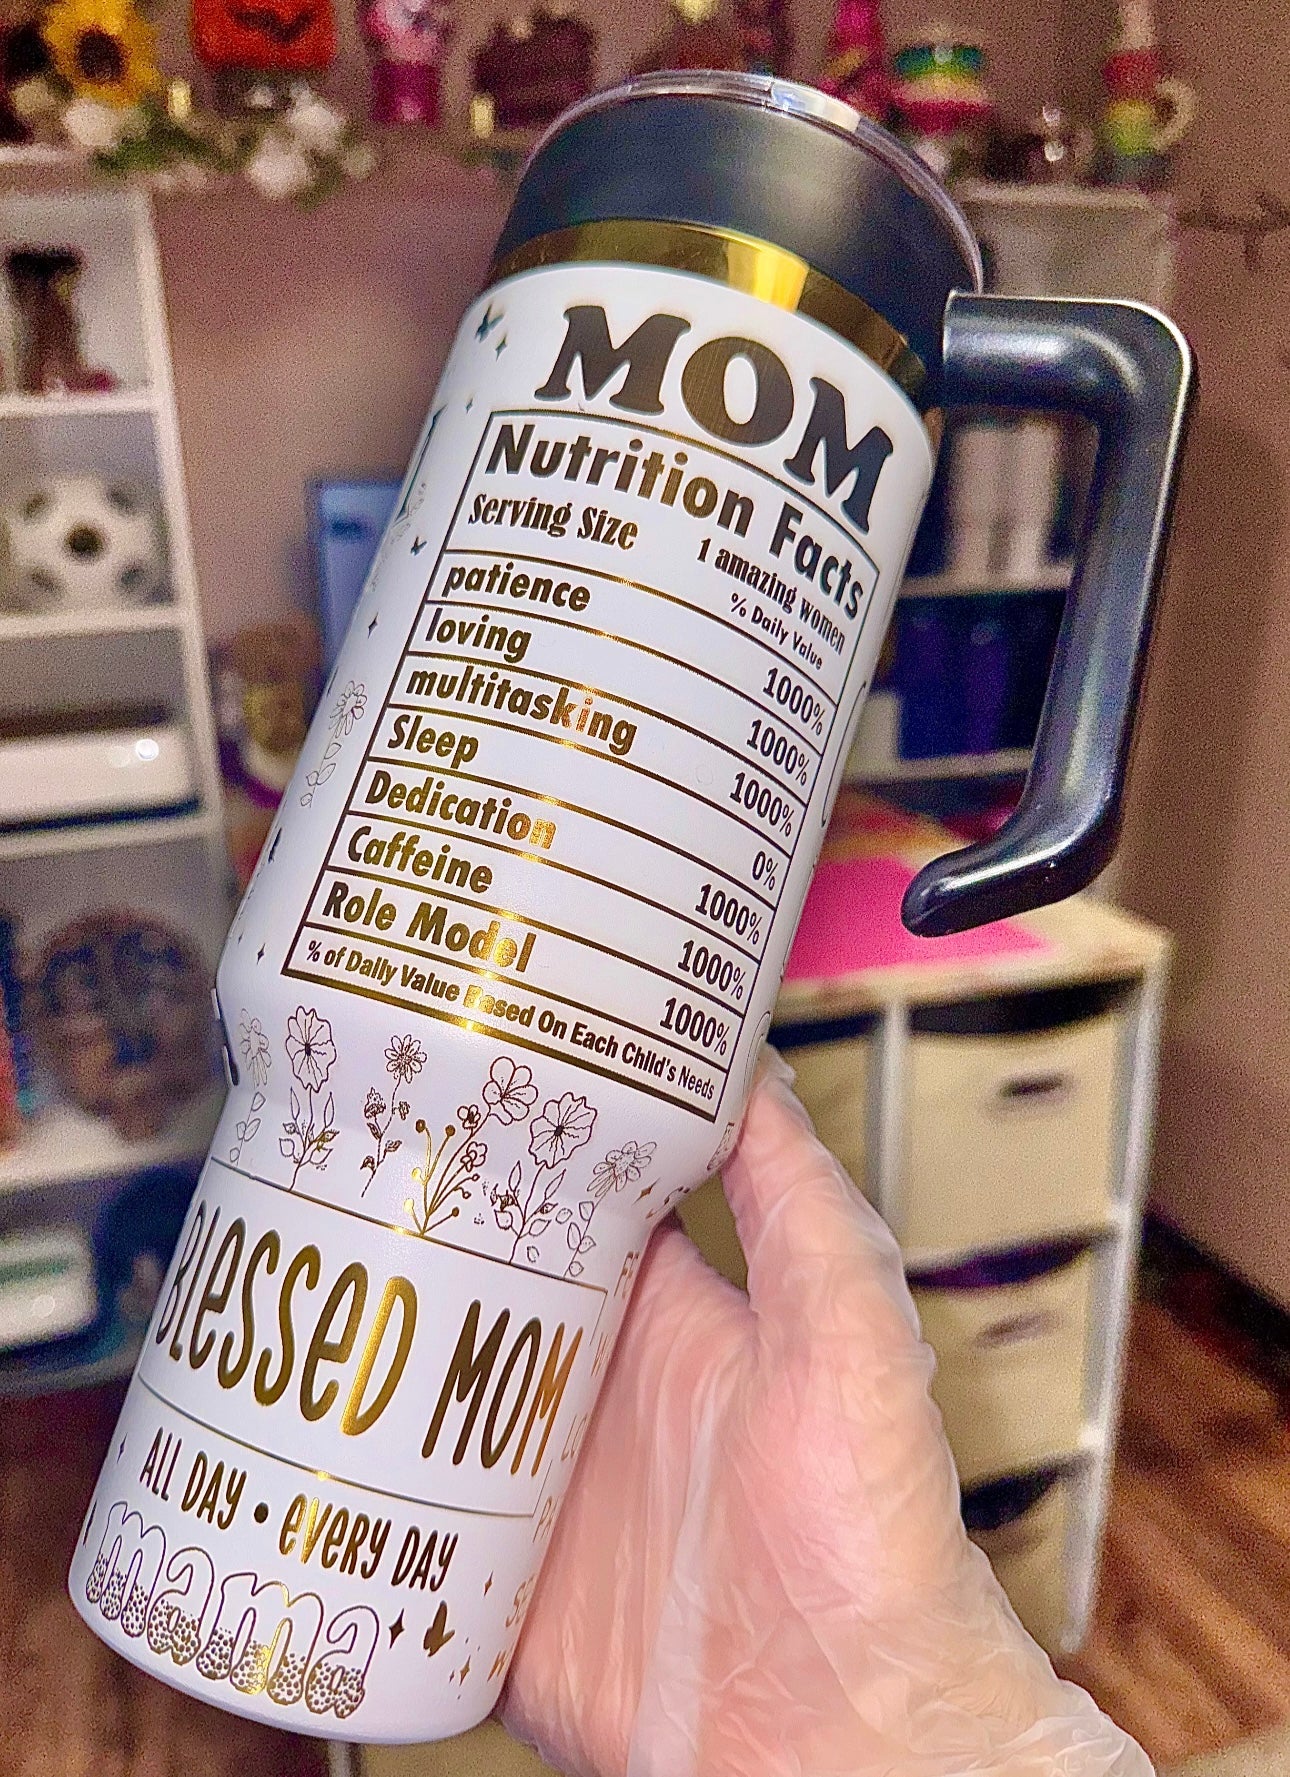 MOM
Nutrition Facts
Serving Size 1 amazing women
% Daily Value
patience 1000%
loving 1000%
multitasking 1000%
Sleep 0%
Dedication 1000%
Caffeine 1000%
Role Model 1000%
% of Daily Value Based On Each Child's Needs
BLesseD MOM
ALL DAY • eveRy DAY
mama